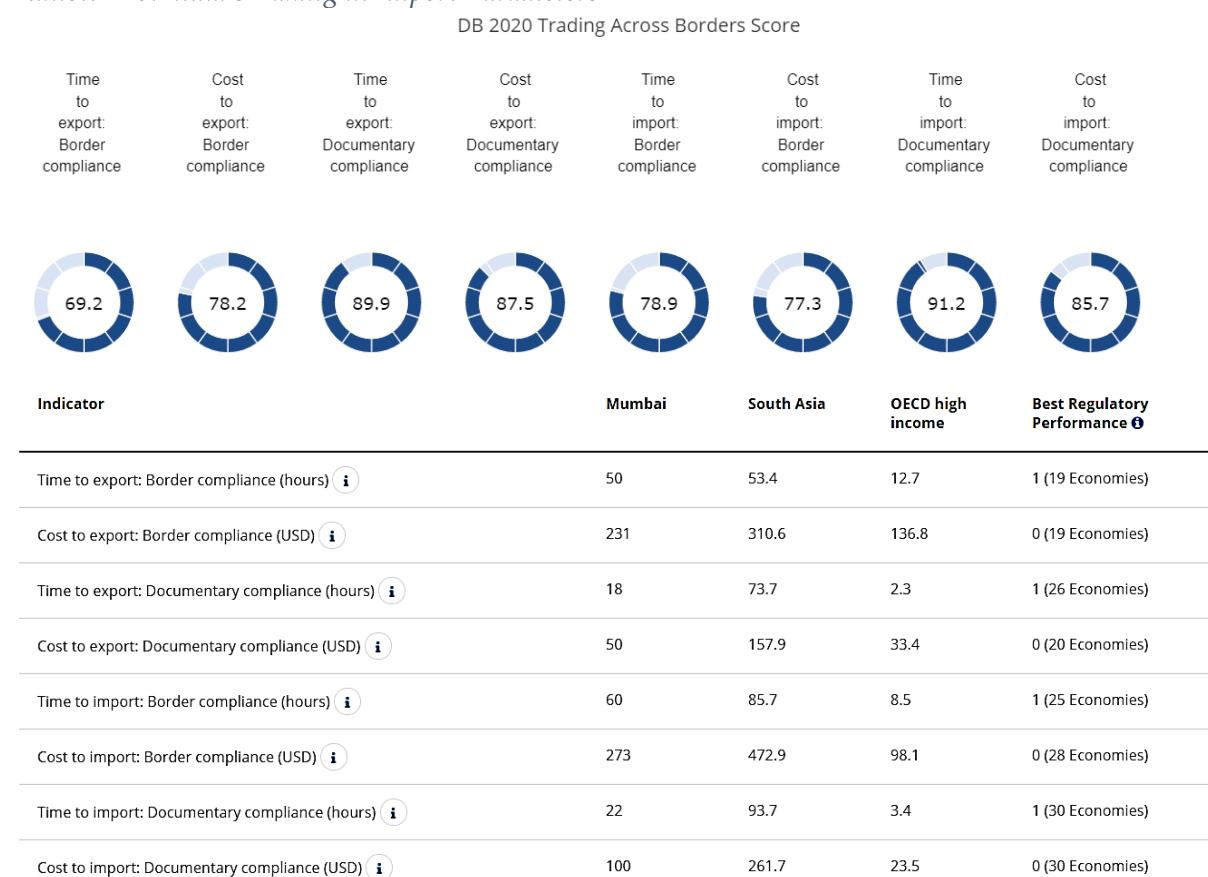 DB 2020 Trading Across Borders Score
Time to export: Border compliance
Cost to export: Border compliance
Time to export: Documentary compliance
Cost to export: Documentary compliance
Time to import: Border compliance
Cost to import: Border compliance
Time to import: Documentary compliance
Cost to import: Documentary compliance
69.2 78.2 89.9 87.5 78.9 77.3 91.2 85.7
Indicator Mumbai South Asia OECD high income Best Regulatory Performance
Time to export: Border compliance (hours) 50 53.4 12.7 1 (19 Economies)
Cost to export: Border compliance (USD) 231 310.6 136.8 0 (19 Economies)
Time to export: Documentary compliance (hours) 18 73.7 2.3 1 (26 Economies)
Cost to export: Documentary compliance (USD) 50 157.9 33.4 0 (20 Economies)
Time to import: Border compliance (hours) 60 85.7 8.5 1 (25 Economies)
Cost to import: Border compliance (USD) 273 472.9 98.1 0 (28 Economies)
Time to import: Documentary compliance (hours) 22 93.7 3.4 1 (30 Economies)
Cost to import: Documentary compliance (USD) 100 261.7 23.5 0 (30 Economies)